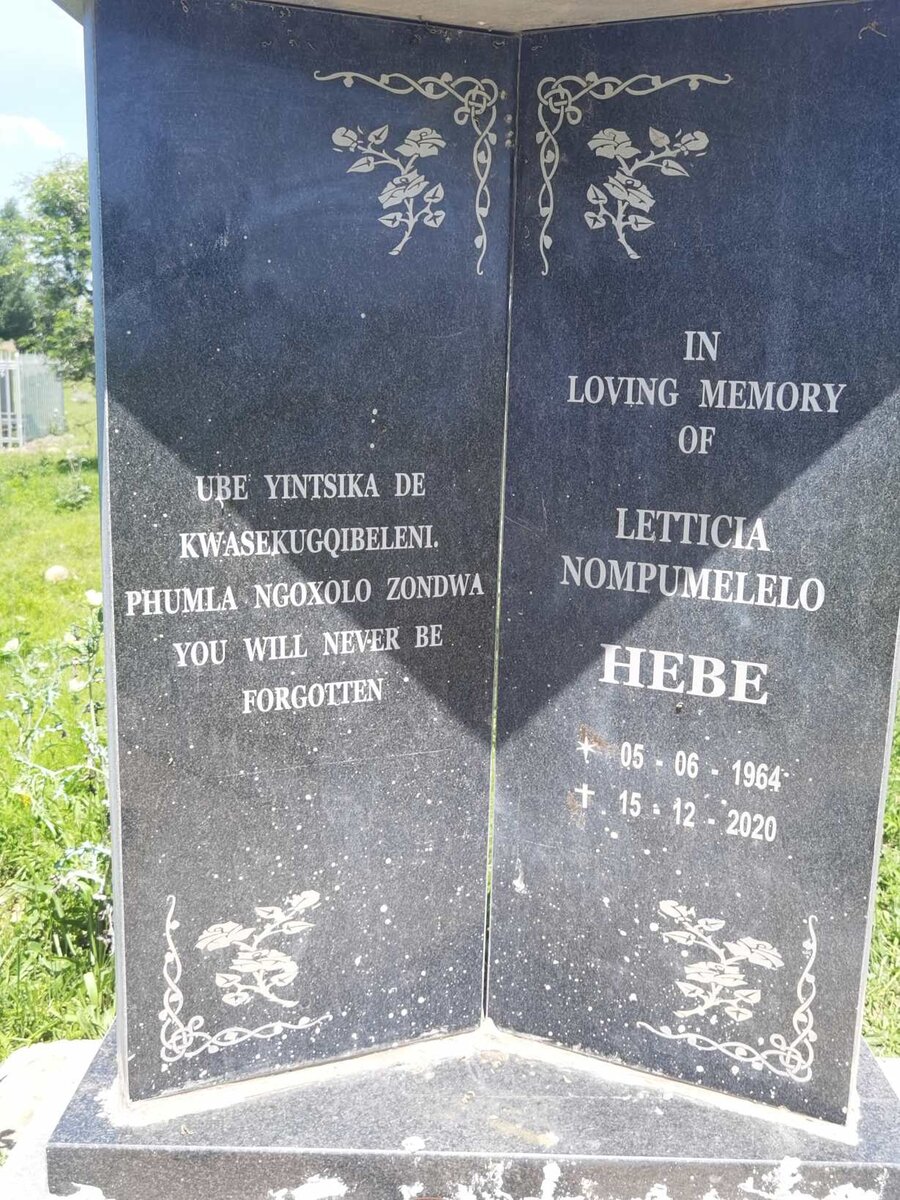 UBE YINTSIKA DE
KWASEKUGQIBELENI.
PHUMLA NGOXOLO ZONDWA
YOU WILL NEVER BE
FORGOTTEN
IN
LOVING MEMORY
OF
LETTICIA
NOMPUMELELO
HEBE
05 - 06 - 1964
15 - 12 - 2020